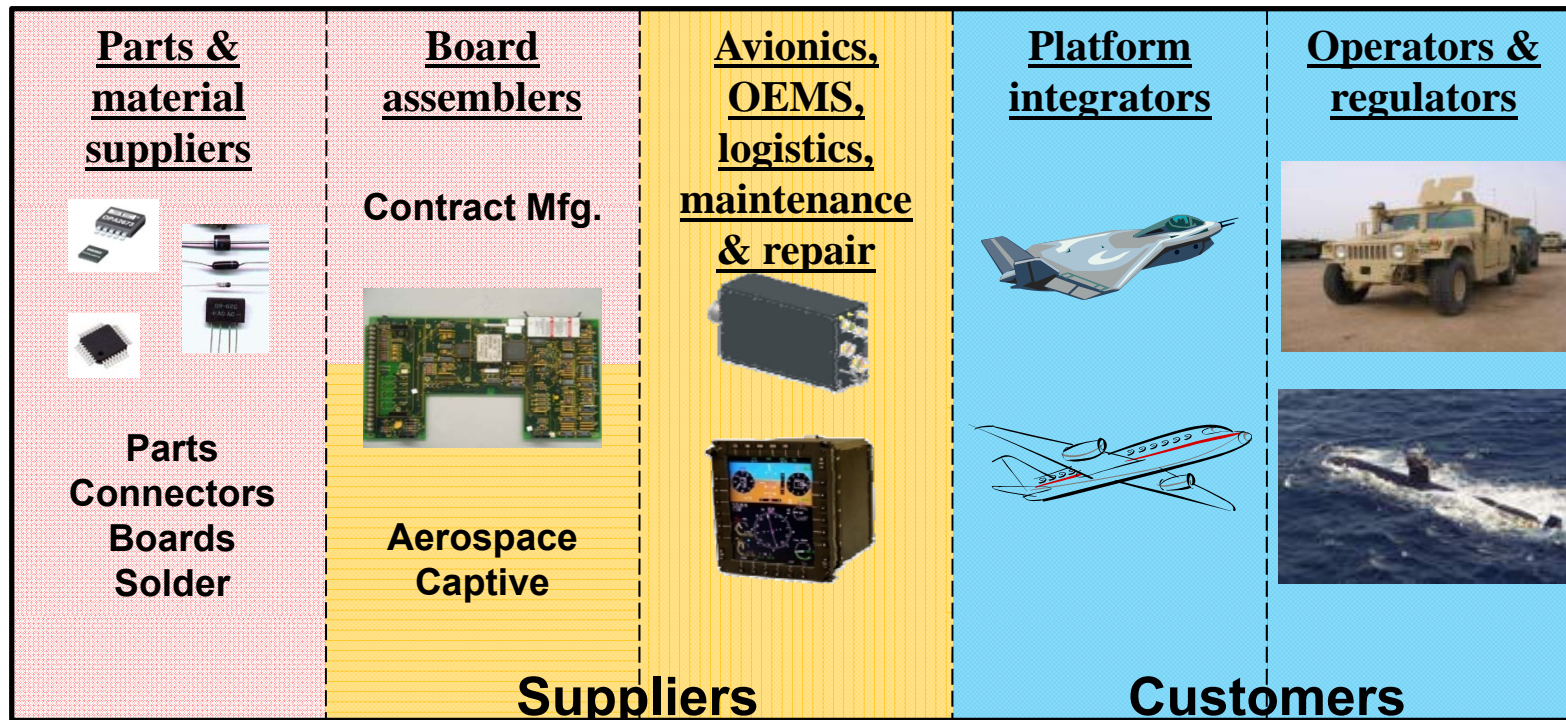 Parts &
material
suppliers
OPA2675
Parts
Connectors
Boards
Solder
Board
assemblers
Contract Mfg.
Aerospace
Captive
Avionics,
OEMS,
logistics,
maintenance
& repair
Platform
integrators
Operators &
regulators
Suppliers
Customers